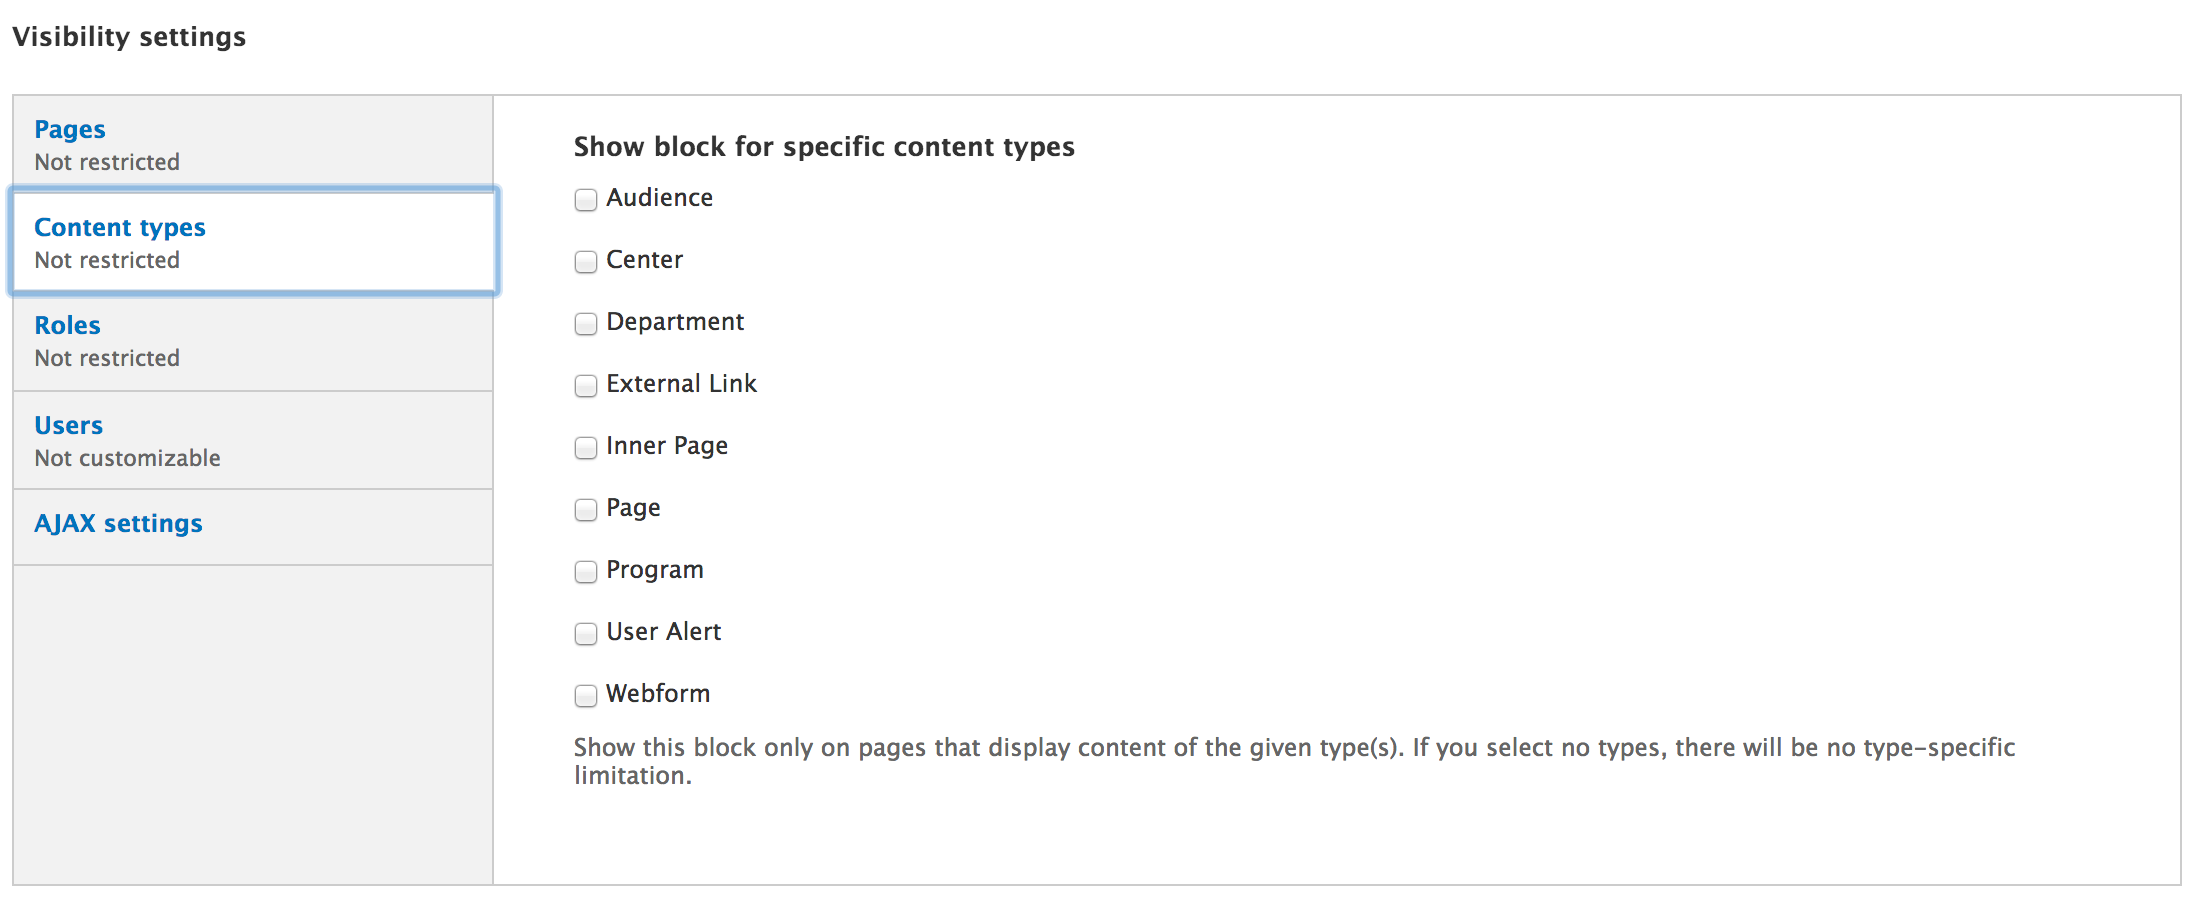 Visibility settings
Pages
Not restricted
Content types
Not restricted
Roles
Not restricted
Users
Not customizable
AJAX settings
Show block for specific content types
Audience
Center
Department
External Link
Inner Page
Page
Program
User Alert
Webform
Show this block only on pages that display content of the given type(s). If you select no types, there will be no type-specific
limitation.